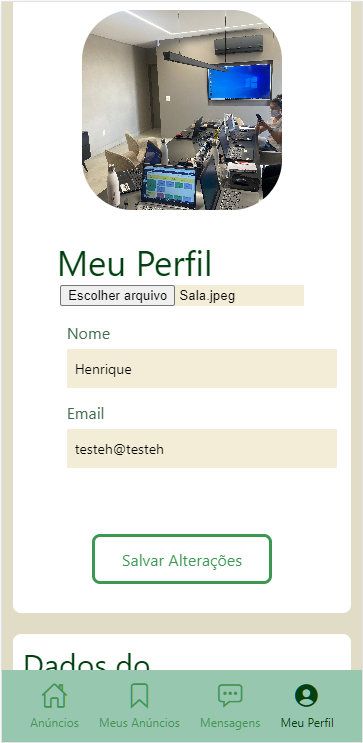 Meu Perfil
Escolher arquivo Sala.jpeg
Nome
Henrique
Email
testeh@testeh
Salvar Alterações
Dados do
Anúncios Meus Anúncios Mensagens Meu Perfil